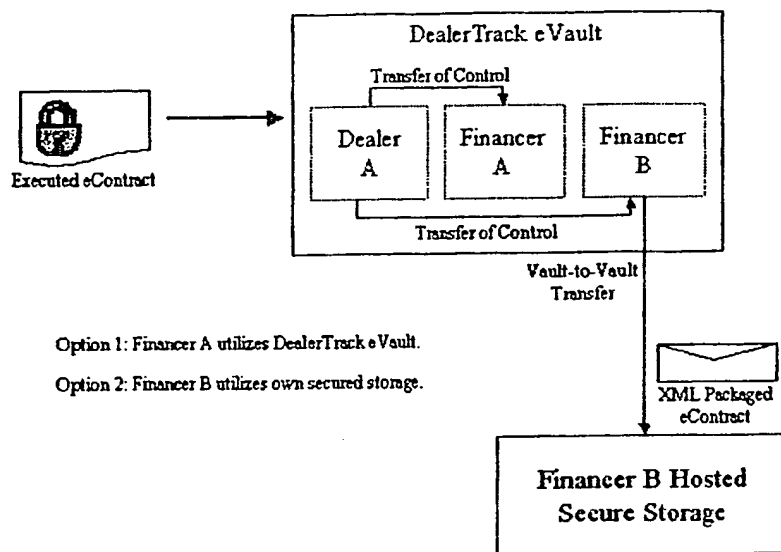 DealerTrack eVault
Transfer of Control
Dealer
A
Financer
A
Financer
B
Executed eContract
Transfer of Control
Vault-to-Vault
Transfer
Option 1: Financer A utilizes DealerTrack eVault.
Option 2: Financer B utilizes own secured storage.
XML Packaged
eContract
Financer B Hosted
Secure Storage